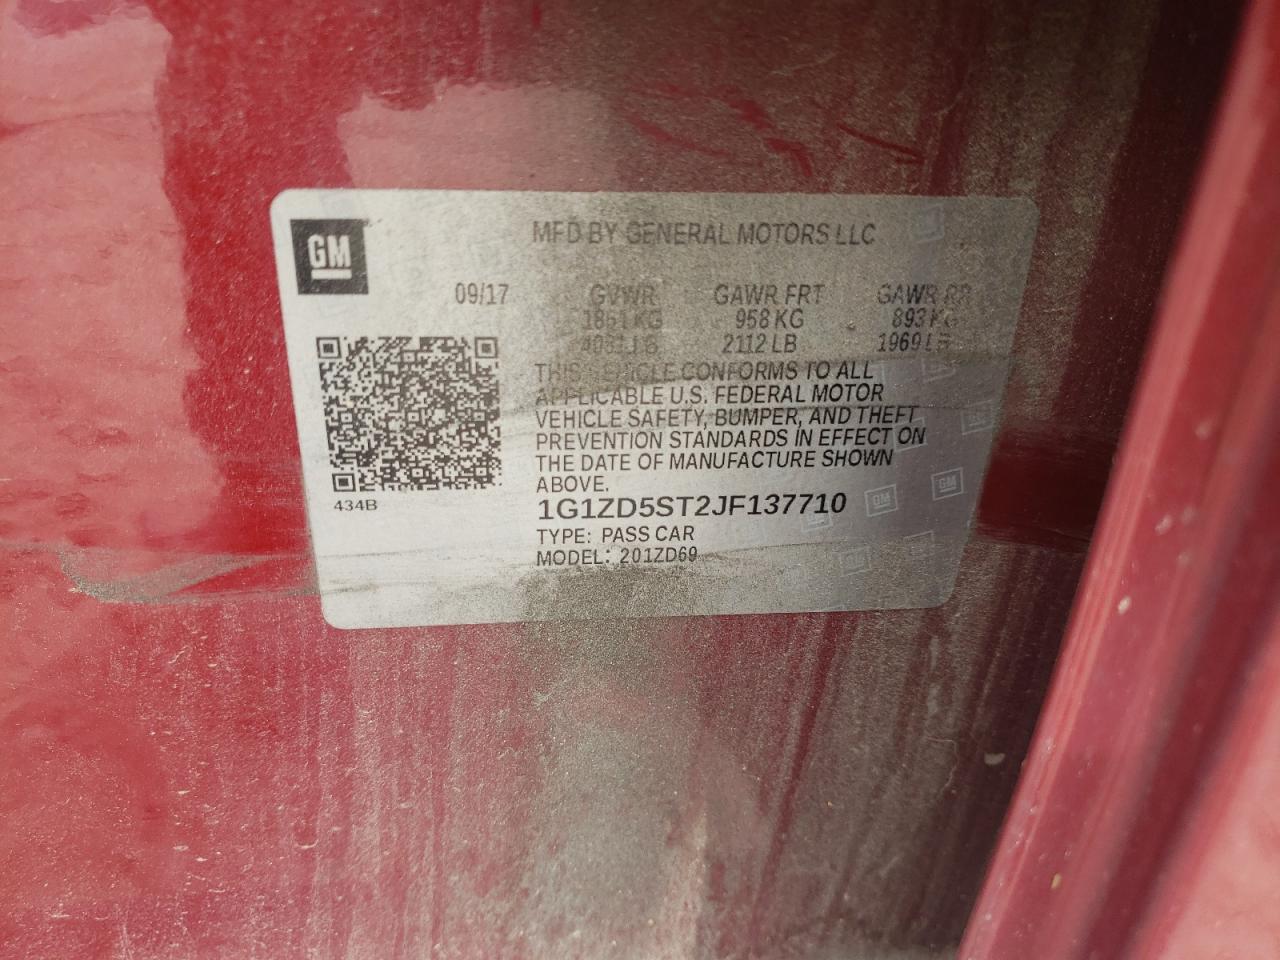 GM
MFD BY GENERAL MOTORS LLC
09/17 GVWR GAWR FRT GAWR RR
1851 KG 958 KG 893 KG
4081 LB 2112 LB 1969 LB
THIS VEHICLE CONFORMS TO ALL
APPLICABLE U.S. FEDERAL MOTOR
VEHICLE SAFETY, BUMPER, AND THEFT
PREVENTION STANDARDS IN EFFECT ON
THE DATE OF MANUFACTURE SHOWN
ABOVE.
434B
1G1ZD5ST2JF137710
TYPE: PASS CAR
MODEL: 201ZD69